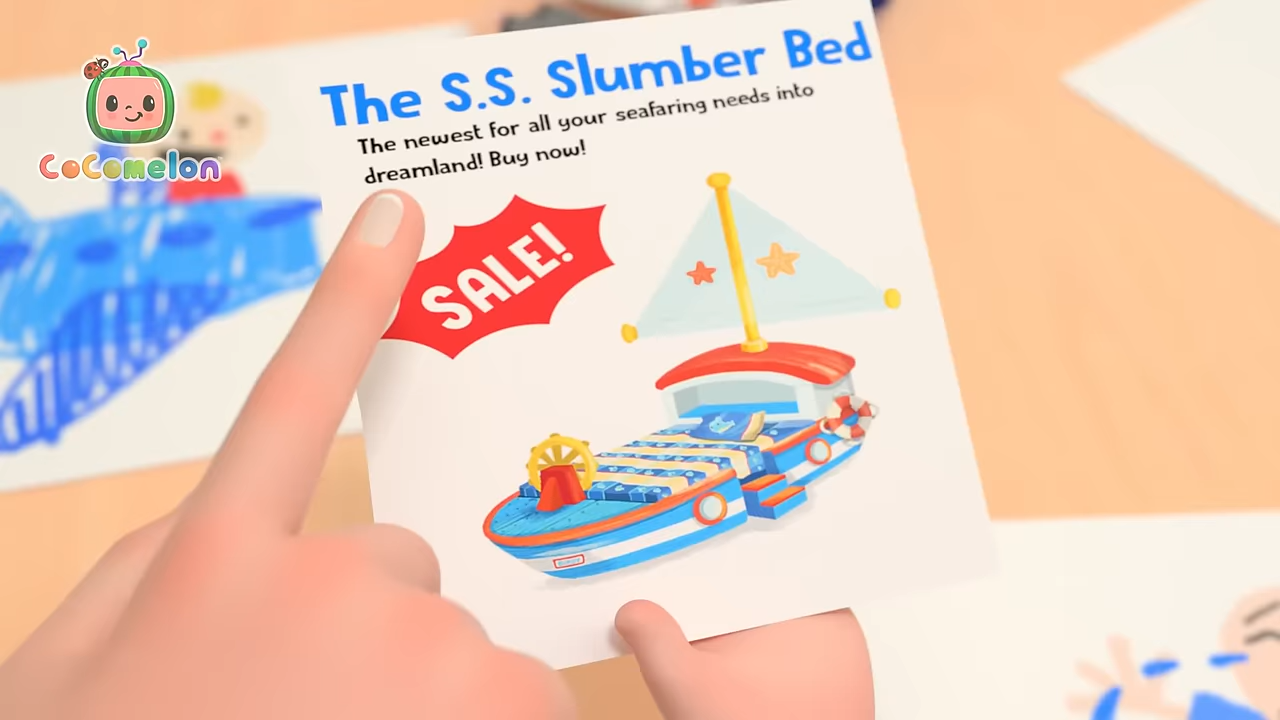 CoComelon
The S.S. Slumber Bed
The newest for all your seafaring needs into
dreamland! Buy now!
SALE!